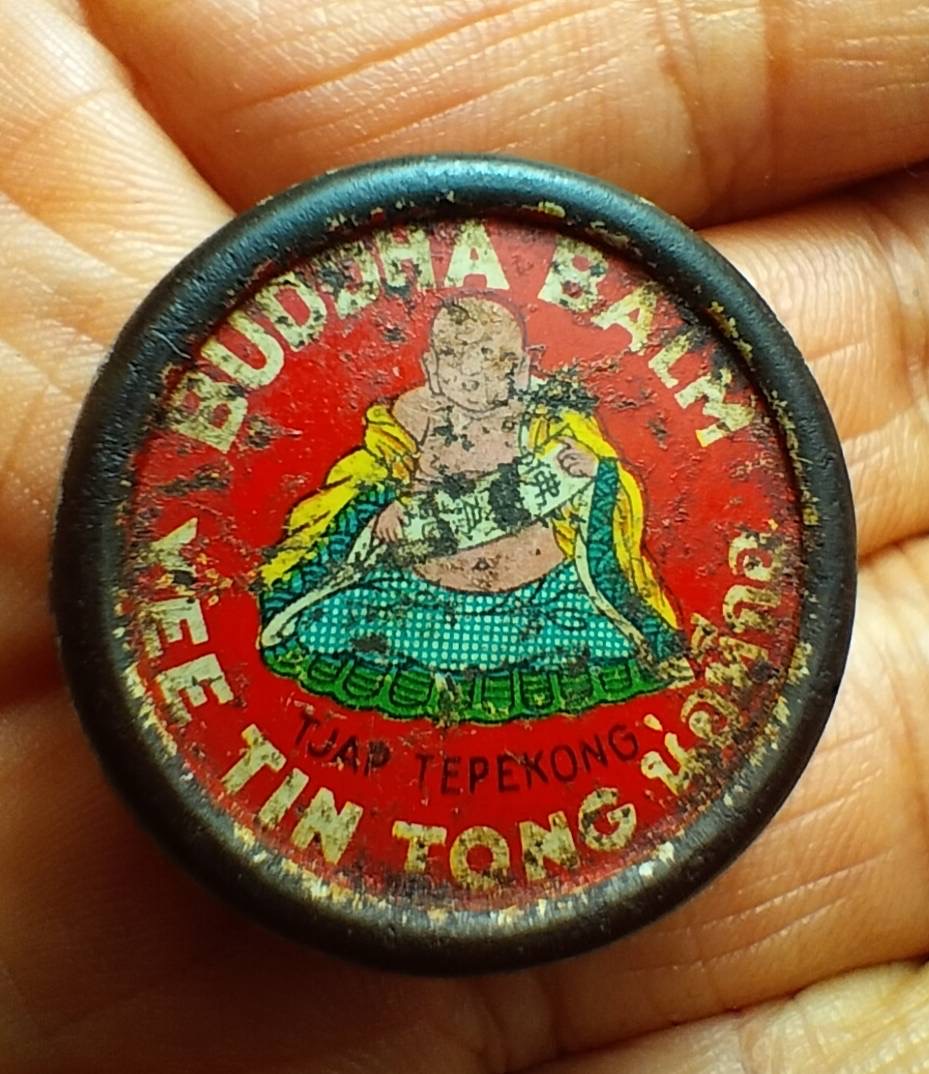 BUDDHA BALM
TJAP TEPEKONG
YEE TIN TONG